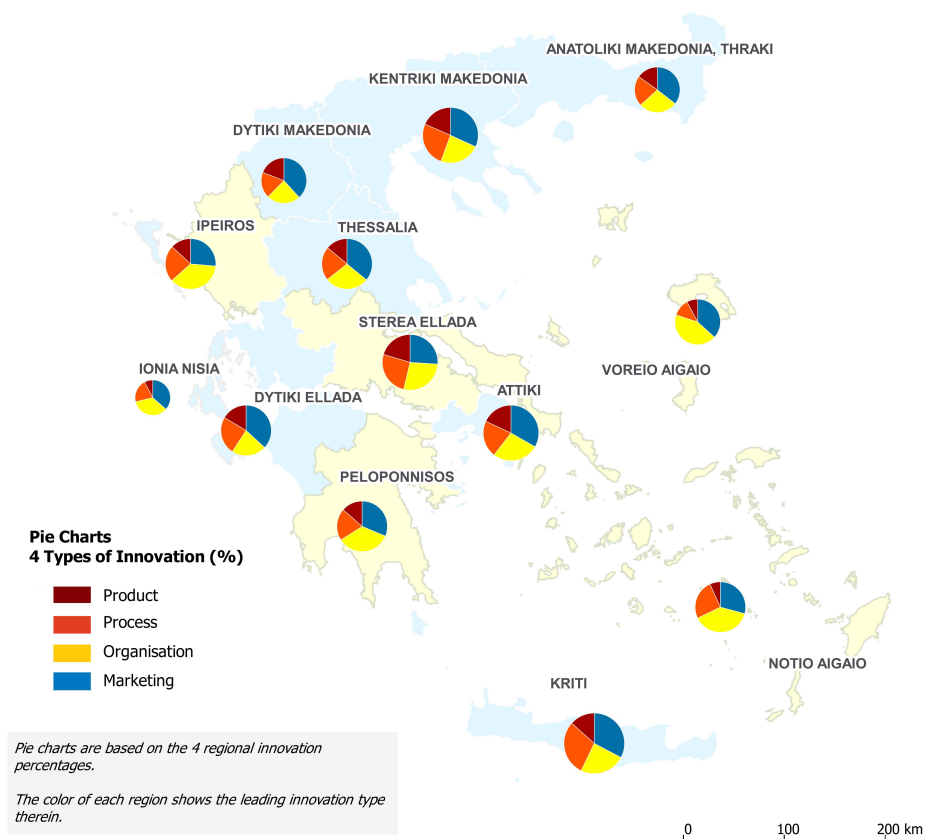 ANATOLIKI MAKEDONIA, THRAKI
KENTRIKI MAKEDONIA
DYTIKI MAKEDONIA
IPEIROS
THESSALIA
STEREA ELLADA
VOREIO AIGAIO
IONIA NISIA
DYTIKI ELLADA
ATTIKI
PELOPONNISOS
Pie Charts
4 Types of Innovation (%)
Product
Process
Organisation
Marketing
NOTIO AIGAIO
KRITI
Pie charts are based on the 4 regional innovation
percentages.
The color of each region shows the leading innovation type
therein.
0 100 200 km